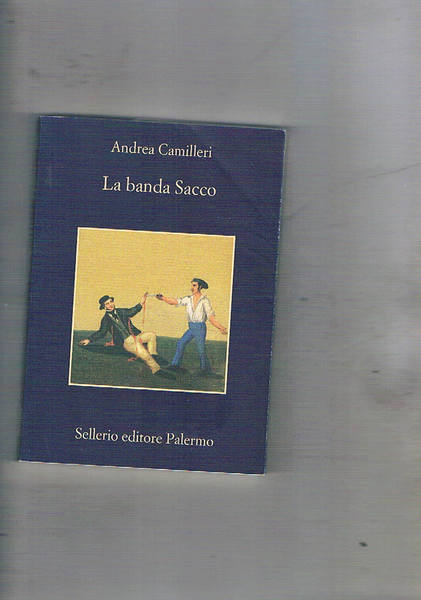 Andrea Camilleri
La banda Sacco
Sellerio editore Palermo